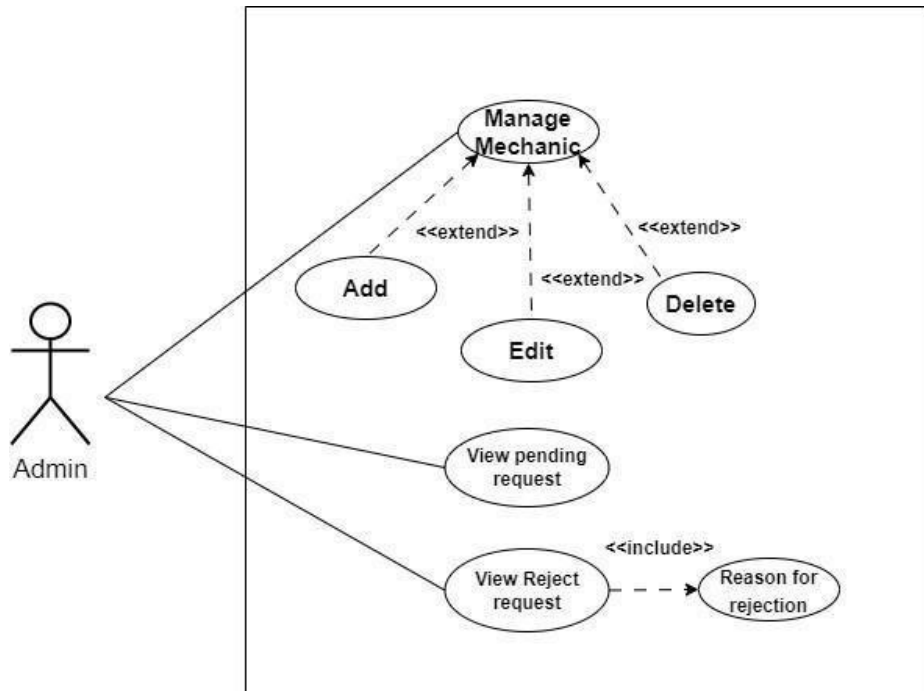 Manage
Mechanic
<<extend>>
<<extend>>
Add
<<extend>>
Delete
Edit
Admin
View pending
request
<<include>>
View Reject
request
Reason for
rejection